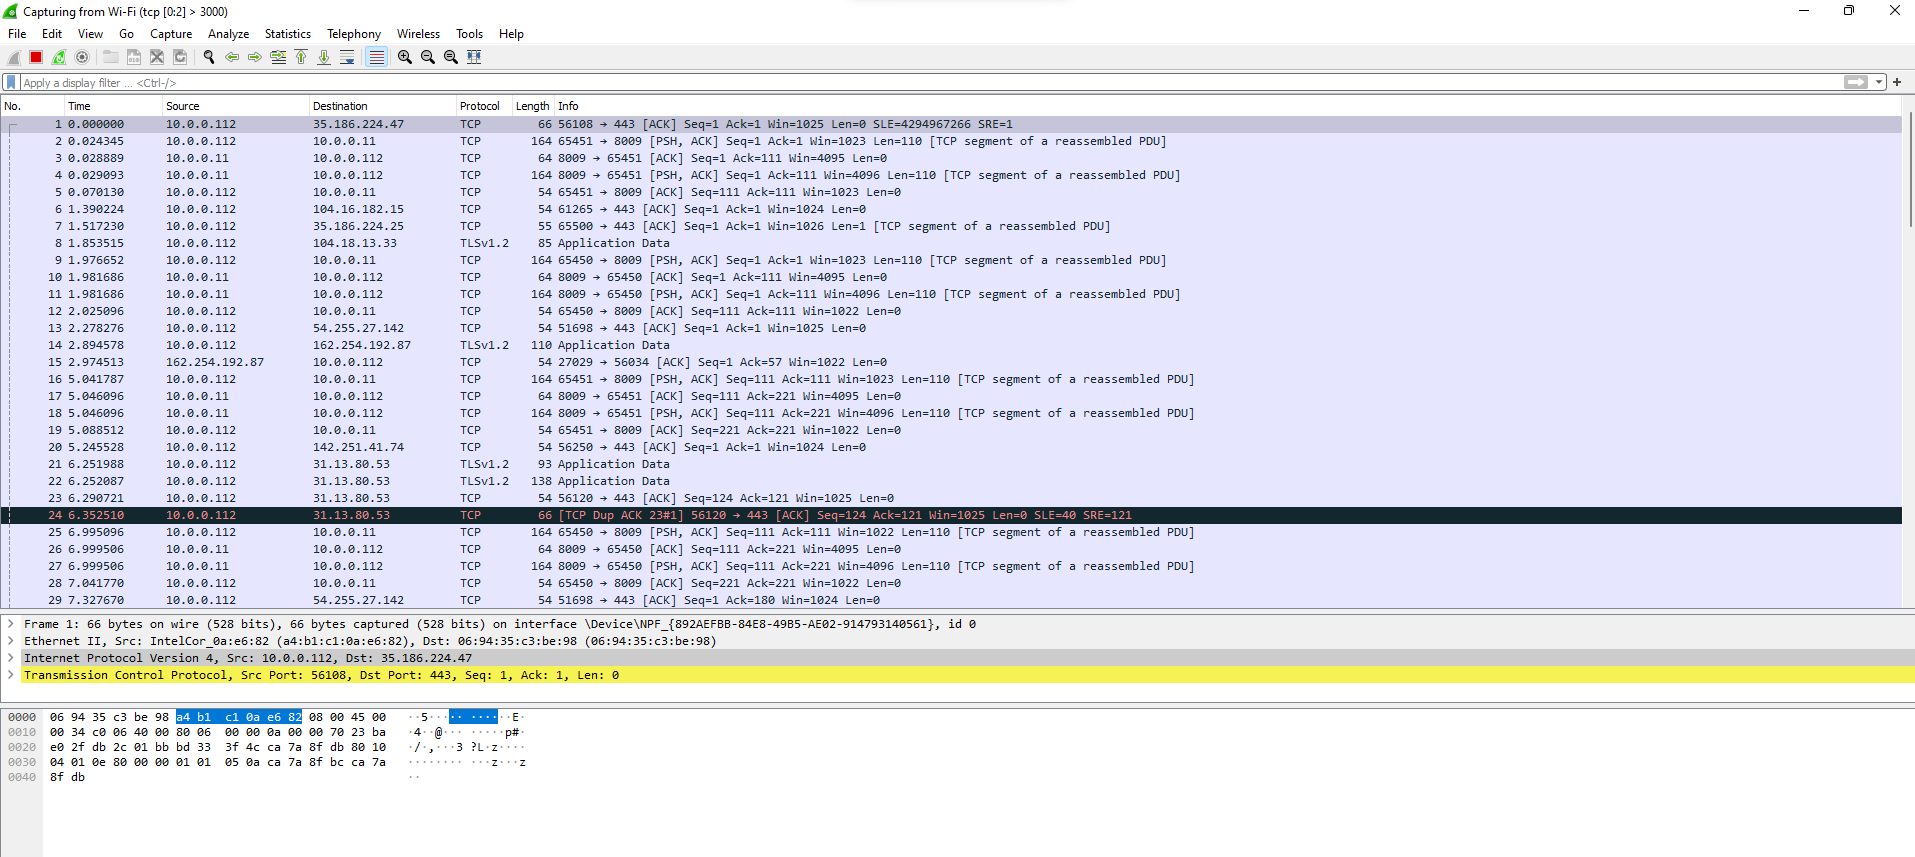 Capturing from Wi-Fi (tcp [0:2] > 3000)
File Edit View Go Capture Analyze Statistics Telephony Wireless Tools Help
Apply a display filter ... <Ctrl-/>
No. Time Source Destination Protocol Length Info
1 0.000000 10.0.0.112 35.186.224.47 TCP 66 56108 → 443 [ACK] Seq=1 Ack=1 Win=1025 Len=0 SLE=4294967266 SRE=1
2 0.024345 10.0.0.112 10.0.0.11 TCP 164 65451 → 8009 [PSH, ACK] Seq=1 Ack=1 Win=1023 Len=110 [TCP segment of a reassembled PDU]
3 0.028889 10.0.0.11 10.0.0.112 TCP 64 8009 → 65451 [ACK] Seq=1 Ack=111 Win=4095 Len=0
4 0.029093 10.0.0.11 10.0.0.112 TCP 164 8009 → 65451 [PSH, ACK] Seq=1 Ack=111 Win=4096 Len=110 [TCP segment of a reassembled PDU]
5 0.070130 10.0.0.112 10.0.0.11 TCP 54 65451 → 8009 [ACK] Seq=111 Ack=111 Win=1023 Len=0
6 1.390224 10.0.0.112 104.16.182.15 TCP 54 61265 → 443 [ACK] Seq=1 Ack=1 Win=1024 Len=0
7 1.517230 10.0.0.112 35.186.224.25 TCP 55 65500 → 443 [ACK] Seq=1 Ack=1 Win=1026 Len=1 [TCP segment of a reassembled PDU]
8 1.853515 10.0.0.112 104.18.13.33 TLSv1.2 85 Application Data
9 1.976652 10.0.0.112 10.0.0.11 TCP 164 65450 → 8009 [PSH, ACK] Seq=1 Ack=1 Win=1023 Len=110 [TCP segment of a reassembled PDU]
10 1.981686 10.0.0.11 10.0.0.112 TCP 64 8009 → 65450 [ACK] Seq=1 Ack=111 Win=4095 Len=0
11 1.981686 10.0.0.11 10.0.0.112 TCP 164 8009 → 65450 [PSH, ACK] Seq=1 Ack=111 Win=4096 Len=110 [TCP segment of a reassembled PDU]
12 2.025096 10.0.0.112 10.0.0.11 TCP 54 65450 → 8009 [ACK] Seq=111 Ack=111 Win=1022 Len=0
13 2.278276 10.0.0.112 54.255.27.142 TCP 54 51698 → 443 [ACK] Seq=1 Ack=1 Win=1025 Len=0
14 2.894578 10.0.0.112 162.254.192.87 TLSv1.2 110 Application Data
15 2.974513 162.254.192.87 10.0.0.112 TCP 54 27029 → 56034 [ACK] Seq=1 Ack=57 Win=1022 Len=0
16 5.041787 10.0.0.112 10.0.0.11 TCP 164 65451 → 8009 [PSH, ACK] Seq=111 Ack=111 Win=1023 Len=110 [TCP segment of a reassembled PDU]
17 5.046096 10.0.0.11 10.0.0.112 TCP 64 8009 → 65451 [ACK] Seq=111 Ack=221 Win=4095 Len=0
18 5.046096 10.0.0.11 10.0.0.112 TCP 164 8009 → 65451 [PSH, ACK] Seq=111 Ack=221 Win=4096 Len=110 [TCP segment of a reassembled PDU]
19 5.088512 10.0.0.112 10.0.0.11 TCP 54 65451 → 8009 [ACK] Seq=221 Ack=221 Win=1022 Len=0
20 5.245528 10.0.0.112 142.251.41.74 TCP 54 56250 → 443 [ACK] Seq=1 Ack=1 Win=1024 Len=0
21 6.251988 10.0.0.112 31.13.80.53 TLSv1.2 93 Application Data
22 6.252087 10.0.0.112 31.13.80.53 TLSv1.2 138 Application Data
23 6.290721 10.0.0.112 31.13.80.53 TCP 54 56120 → 443 [ACK] Seq=124 Ack=121 Win=1025 Len=0
24 6.352510 10.0.0.112 31.13.80.53 TCP 66 [TCP Dup ACK 23#1] 56120 → 443 [ACK] Seq=124 Ack=121 Win=1025 Len=0 SLE=40 SRE=121
25 6.995096 10.0.0.112 10.0.0.11 TCP 164 65450 → 8009 [PSH, ACK] Seq=111 Ack=111 Win=1022 Len=110 [TCP segment of a reassembled PDU]
26 6.999506 10.0.0.11 10.0.0.112 TCP 64 8009 → 65450 [ACK] Seq=111 Ack=221 Win=4095 Len=0
27 6.999506 10.0.0.11 10.0.0.112 TCP 164 8009 → 65450 [PSH, ACK] Seq=111 Ack=221 Win=4096 Len=110 [TCP segment of a reassembled PDU]
28 7.041770 10.0.0.112 10.0.0.11 TCP 54 65450 → 8009 [ACK] Seq=221 Ack=221 Win=1022 Len=0
29 7.327670 10.0.0.112 54.255.27.142 TCP 54 51698 → 443 [ACK] Seq=1 Ack=180 Win=1024 Len=0
Frame 1: 66 bytes on wire (528 bits), 66 bytes captured (528 bits) on interface \Device\NPF_{892AEFBB-84E8-49B5-AE02-914793140561}, id 0
Ethernet II, Src: IntelCor_0a:e6:82 (a4:b1:c1:0a:e6:82), Dst: 06:94:35:c3:be:98 (06:94:35:c3:be:98)
Internet Protocol Version 4, Src: 10.0.0.112, Dst: 35.186.224.47
Transmission Control Protocol, Src Port: 56108, Dst Port: 443, Seq: 1, Ack: 1, Len: 0
0000 06 94 35 c3 be 98 a4 b1 c1 0a e6 82 08 00 45 00 ··5··· ·· ······E·
0010 00 34 c0 06 40 00 80 06 00 00 0a 00 00 70 23 ba ·4··@··· ·····p#·
0020 e0 2f db 2c 01 bb bd 33 3f 4c ca 7a 8f db 80 10 ·/·,···3 ?L·z····
0030 04 01 0e 80 00 00 01 01 05 0a ca 7a 8f bc ca 7a ········ ···z···z
0040 8f db ··